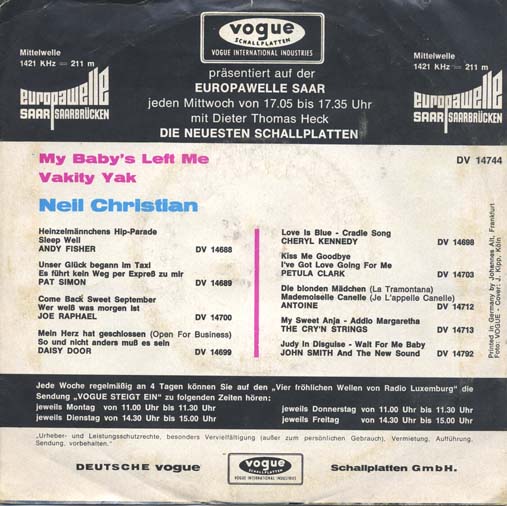 vogue
SCHALLPLATTEN
VOGUE INTERNATIONAL INDUSTRIES
Mittelwelle
1421 KHz = 211 m
europawelle
SAAR SAARBRÜCKEN
Mittelwelle
1421 KHz = 211 m
europawelle
SAAR SAARBRÜCKEN
präsentiert auf der
EUROPAWELLE SAAR
jeden Mittwoch von 17.05 bis 17.35 Uhr
mit Dieter Thomas Heck
DIE NEUESTEN SCHALLPLATTEN
My Baby's Left Me
DV 14744
Vakity Yak
Neil Christian
Heinzelmännchens Hip-Parade
Sleep Well
ANDY FISHER DV 14688
Unser Glück begann im Taxi
Es führt kein Weg per Expreß zu mir
PAT SIMON DV 14689
Come Back Sweet September
Wer weiß was morgen ist
JOE RAPHAEL DV 14700
Mein Herz hat geschlossen (Open For Business)
So und nicht anders muß es sein
DAISY DOOR DV 14699
Love Is Blue - Cradle Song
CHERYL KENNEDY DV 14698
Kiss Me Goodbye
I've Got Love Going For Me
PETULA CLARK DV 14703
Die blonden Mädchen (La Tramontana)
Mademoiselle Canelle (Je L'appelle Canelle)
ANTOINE DV 14712
My Sweet Anja - Addio Margaretha
THE CRY'N STRINGS DV 14713
Judy In Disguise - Wait For Me Baby
JOHN SMITH And The New Sound DV 14792
Printed in Germany by Johannes Alt, Frankfurt
Foto: VOGUE - Cover: J. Kipp, Köln
Jede Woche regelmäßig an 4 Tagen können Sie auf den „Vier fröhlichen Wellen von Radio Luxemburg" die
Sendung „VOGUE STEIGT EIN" zu folgenden Zeiten hören:
jeweils Montag von 11.00 Uhr bis 11.30 Uhr
jeweils Dienstag von 14.30 Uhr bis 15.00 Uhr
jeweils Donnerstag von 11.00 Uhr bis 11.30 Uhr
jeweils Freitag von 14.30 Uhr bis 15.00 Uhr
„Urheber- und Leistungsschutzrechte, besonders Vervielfältigung (außer zum persönlichen Gebrauch), Vermietung, Aufführung,
Sendung, vorbehalten."
DEUTSCHE vogue
vogue
SCHALLPLATTEN
VOGUE INTERNATIONAL INDUSTRIES
Schallplatten GmbH.